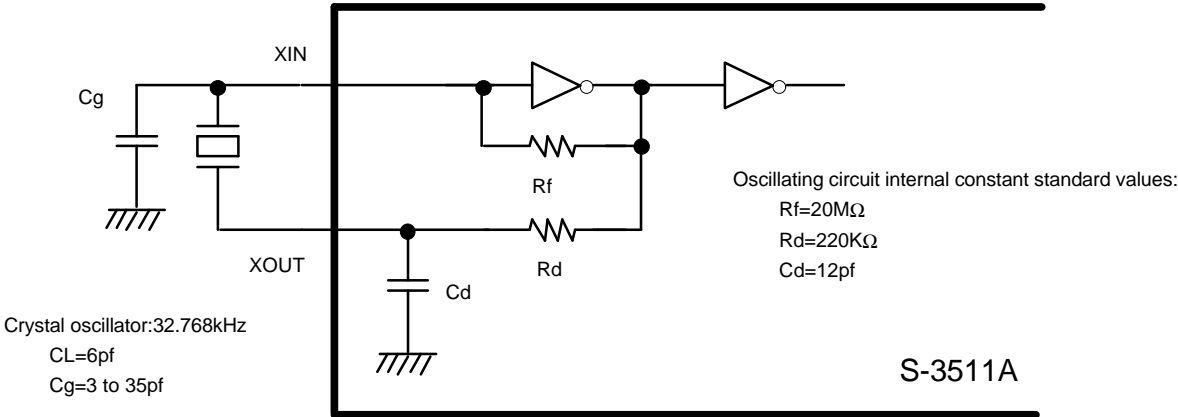 XIN
Cg
Rf
Oscillating circuit internal constant standard values:
Rf=20MΩ
Rd=220KΩ
Cd=12pf
XOUT
Rd
Cd
Crystal oscillator:32.768kHz
CL=6pf
Cg=3 to 35pf
S-3511A